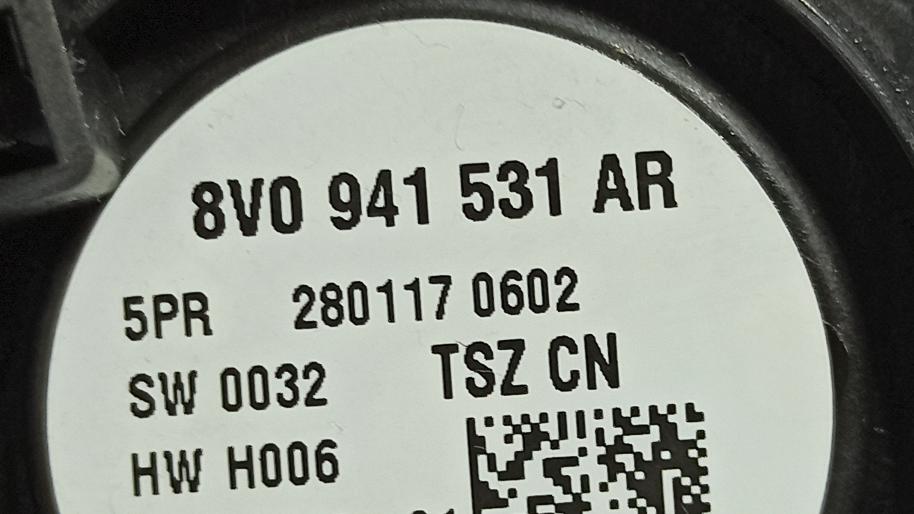 8V0 941 531 AR
5PR 280117 0602
SW 0032 TSZ CN
HW H006